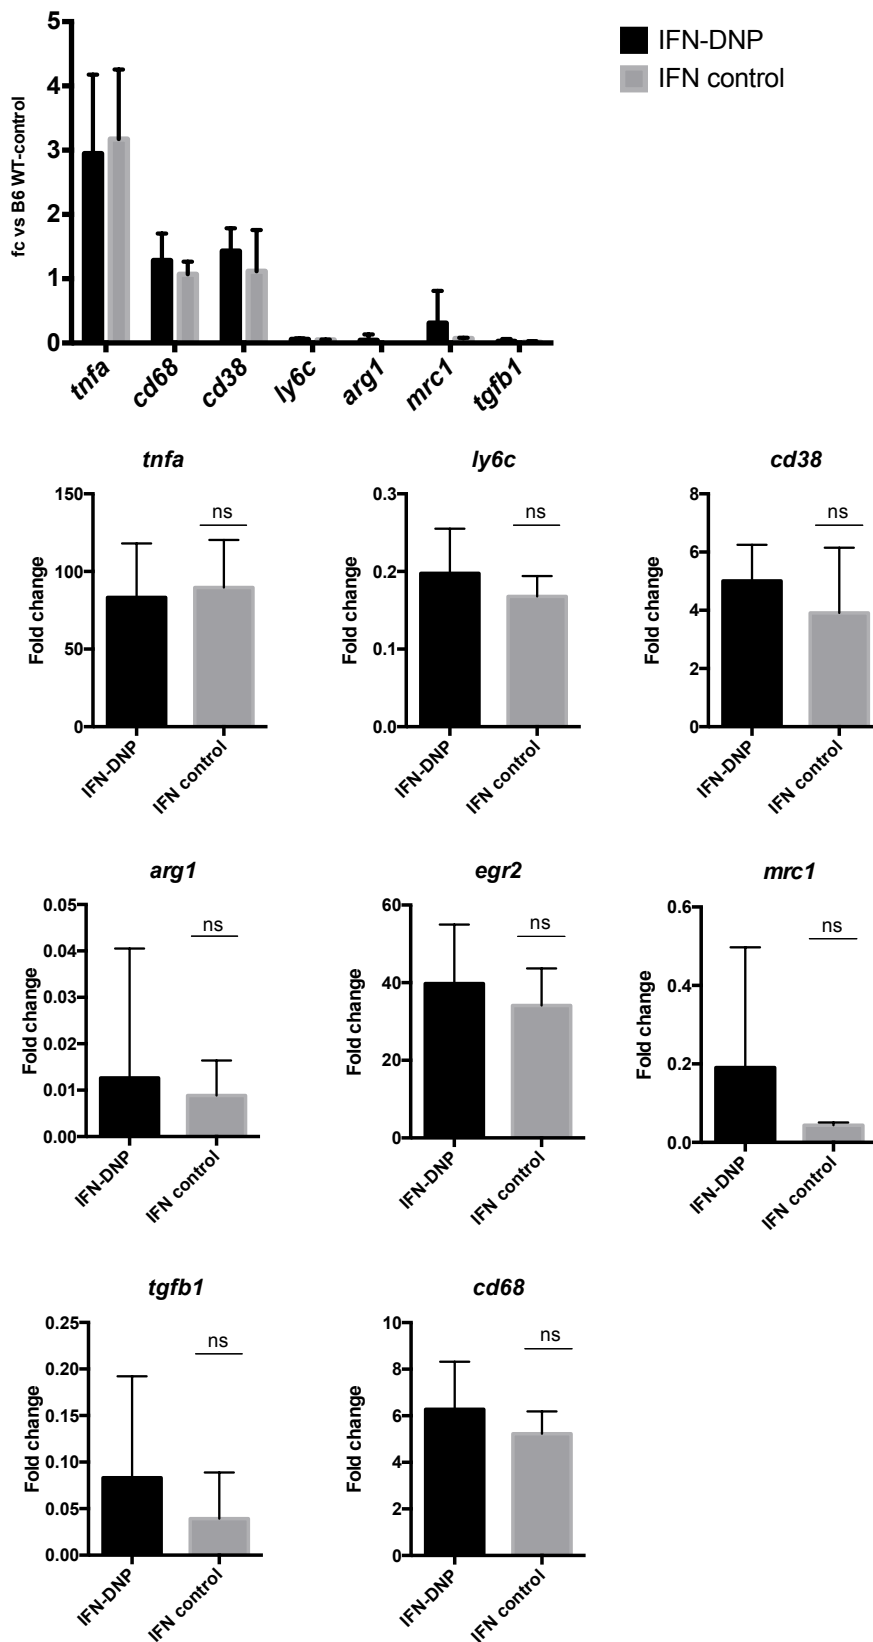 IFN-DNP
IFN control
fc vs B6 WT-control
5
4
3
2
1
0
tnfa
cd68
cd38
ly6c
arg1
mrc1
tgfb1
tnfa
Fold change
150
100
50
0
ns
IFN-DNP
IFN control
ly6c
Fold change
0.3
0.2
0.1
0.0
ns
IFN-DNP
IFN control
cd38
Fold change
8
6
4
2
0
ns
IFN-DNP
IFN control
arg1
Fold change
0.05
0.04
0.03
0.02
0.01
0.00
ns
IFN-DNP
IFN control
egr2
Fold change
60
40
20
0
ns
IFN-DNP
IFN control
mrc1
Fold change
0.6
0.4
0.2
0.0
ns
IFN-DNP
IFN control
tgfb1
Fold change
0.25
0.20
0.15
0.10
0.05
0.00
ns
IFN-DNP
IFN control
cd68
Fold change
10
8
6
4
2
0
ns
IFN-DNP
IFN control